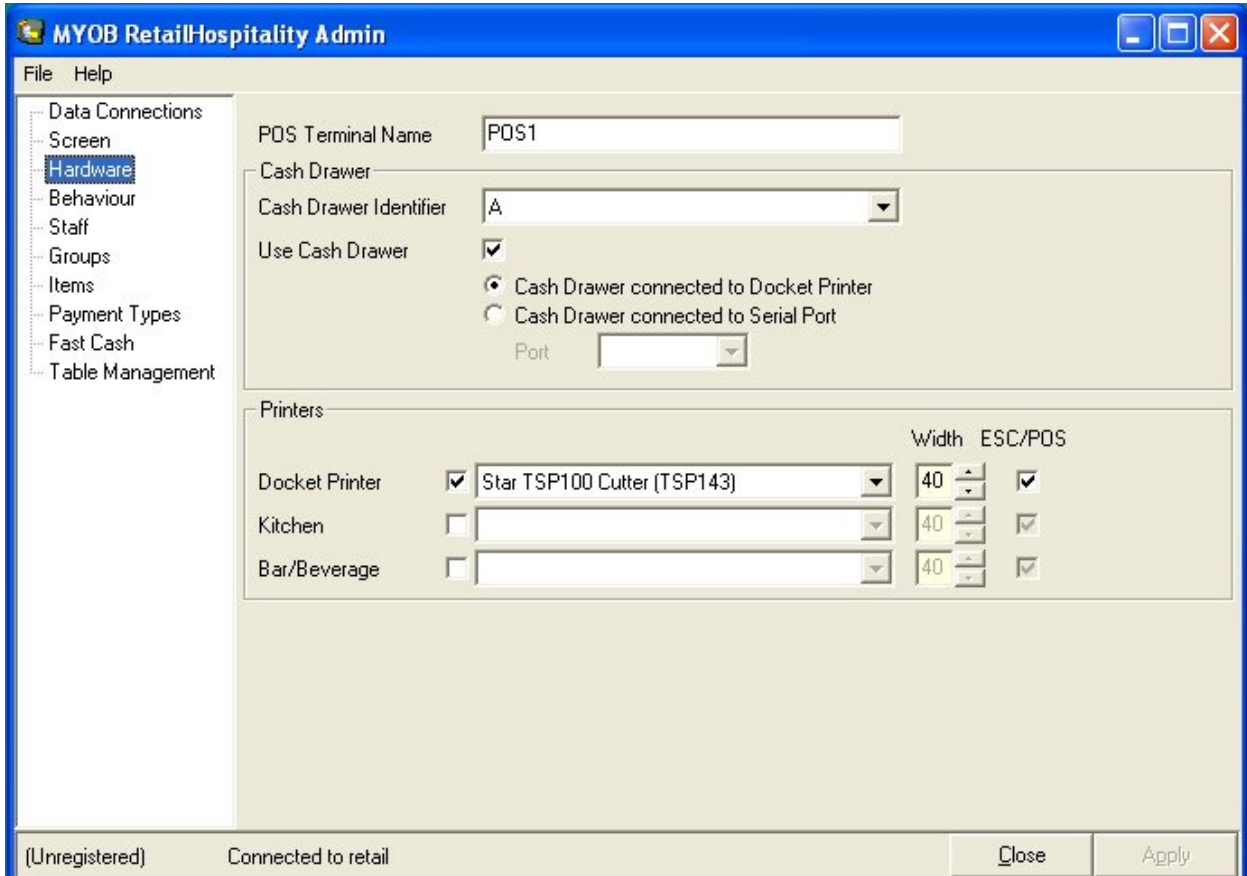 MYOB RetailHospitality Admin
File Help
Data Connections
Screen
Hardware
Behaviour
Staff
Groups
Items
Payment Types
Fast Cash
Table Management
POS Terminal Name POS1
Cash Drawer
Cash Drawer Identifier A
Use Cash Drawer
Cash Drawer connected to Docket Printer
Cash Drawer connected to Serial Port
Port
Printers
Width ESC/POS
Docket Printer Star TSP100 Cutter (TSP143) 40
Kitchen 40
Bar/Beverage 40
(Unregistered) Connected to retail Close Apply